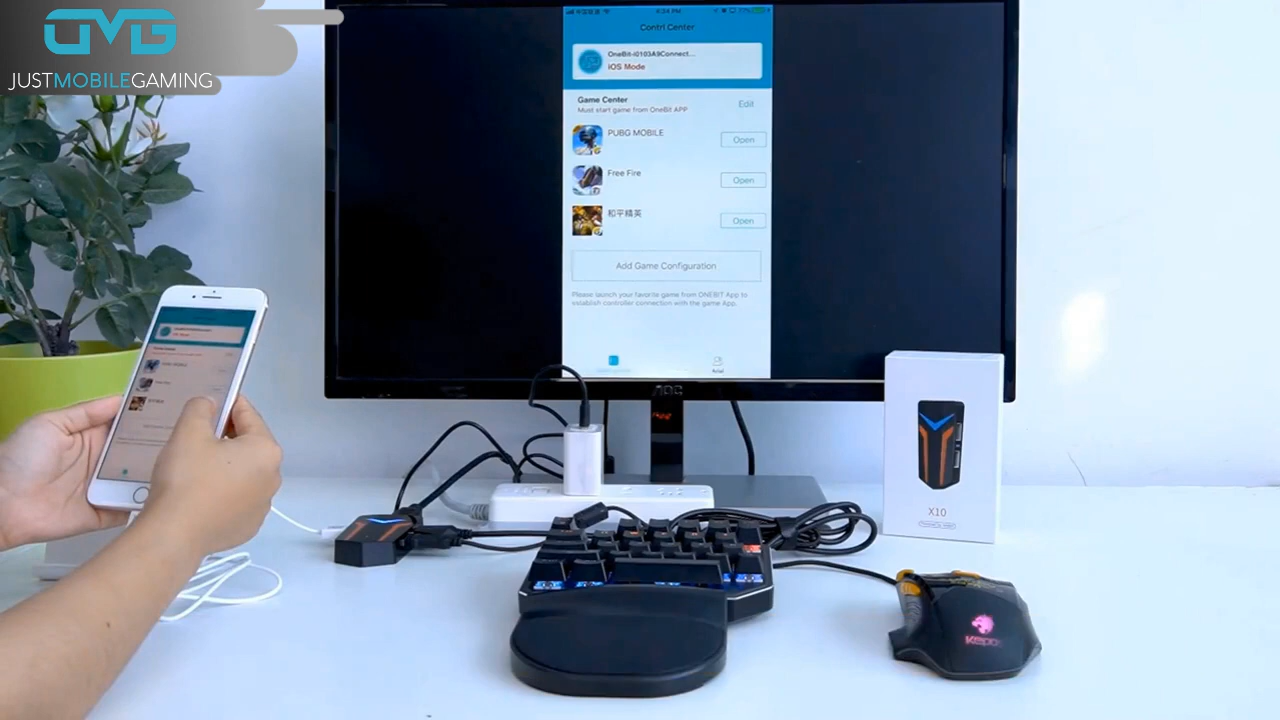 JUSTMOBILEGAMING
Contrl Center
OneBit-i0103A9Connect...
iOS Mode
Game Center
Must start game from OneBit APP
Edit
PUBG MOBILE
Open
Free Fire
Open
和平精英
Open
Add Game Configuration
Please launch your favorite game from ONEBIT App to
establish controller connection with the game App.
AOC
X10